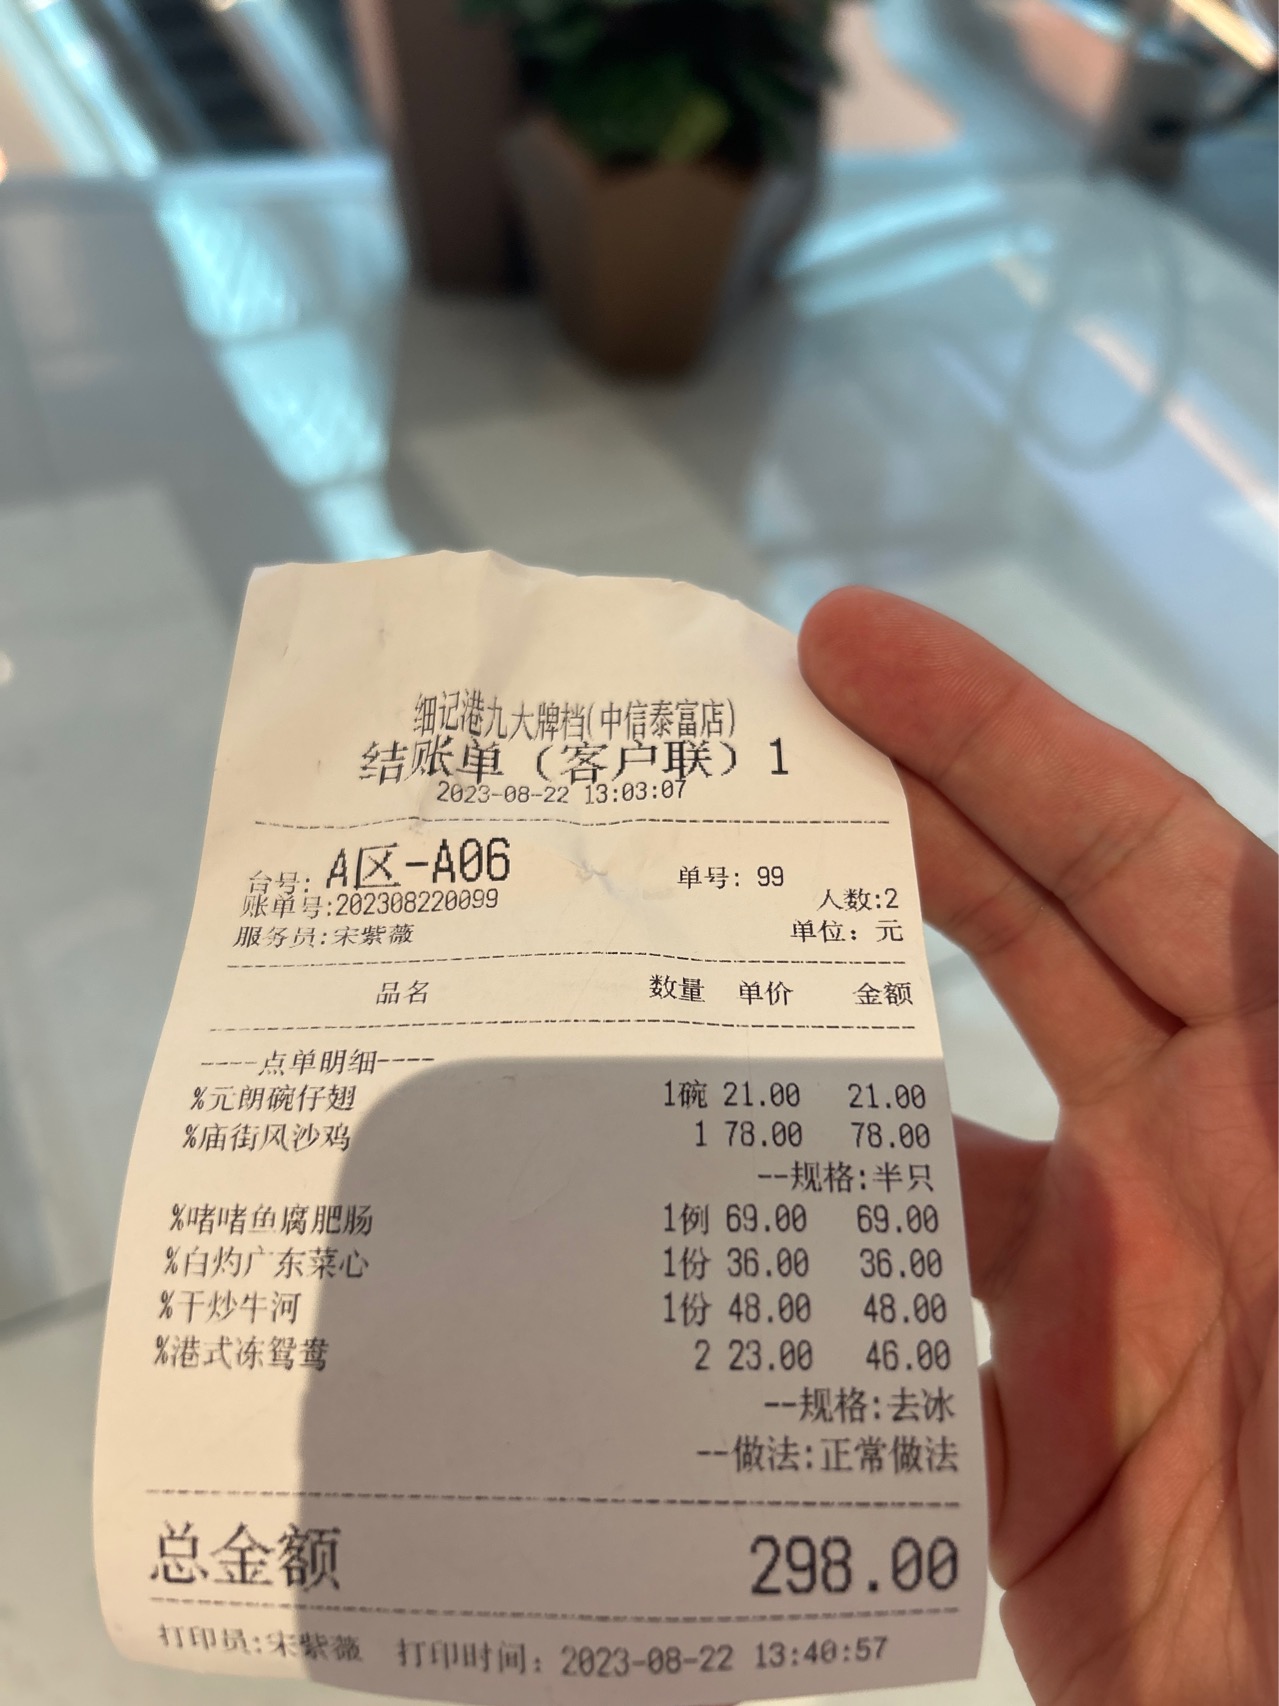 细记港九大牌档(中信泰富店)
结账单（客户联）1
2023-08-22 13:03:07
台号: A区-A06 单号: 99
账单号:202308220099 人数:2
服务员:宋紫薇 单位: 元
品名 数量 单价 金额
----点单明细----
%元朗碗仔翅 1碗 21.00 21.00
%庙街风沙鸡 1 78.00 78.00
--规格:半只
%啫啫鱼腐肥肠 1例 69.00 69.00
%白灼广东菜心 1份 36.00 36.00
%干炒牛河 1份 48.00 48.00
%港式冻鸳鸯 2 23.00 46.00
--规格:去冰
--做法:正常做法
总金额 298.00
打印员:宋紫薇 打印时间: 2023-08-22 13:40:57